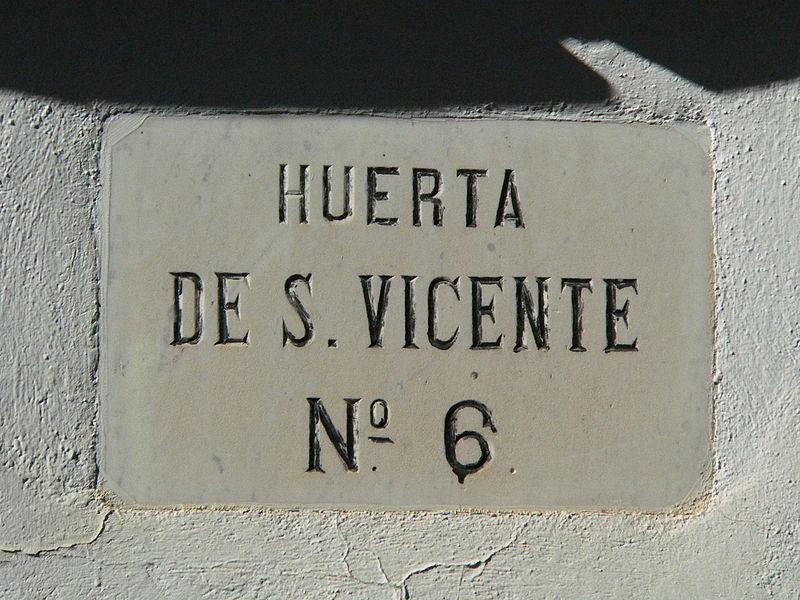 HUERTA
DE S. VICENTE
Nº 6